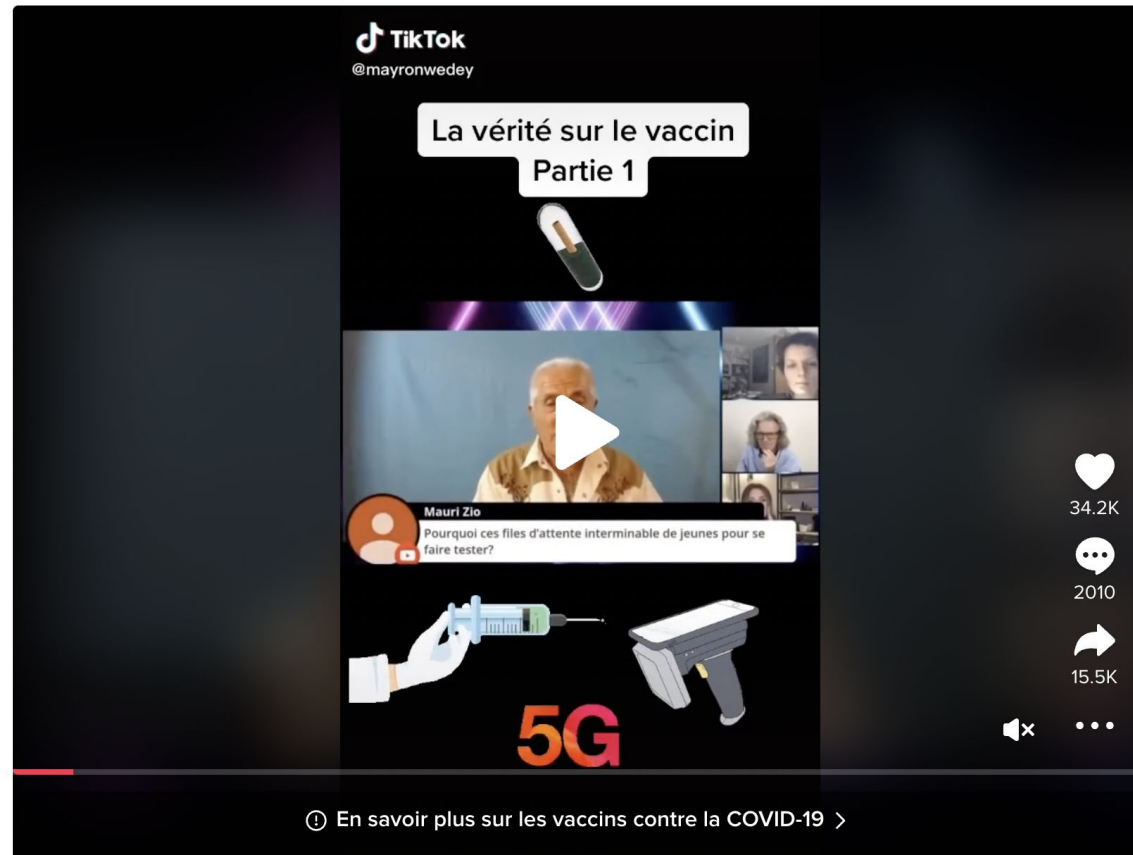 TikTok
@mayronwedey
La vérité sur le vaccin
Partie 1
Mauri Zio
Pourquoi ces files d'attente interminable de jeunes pour se
faire tester?
34.2K
2010
15.5K
5G
En savoir plus sur les vaccins contre la COVID-19